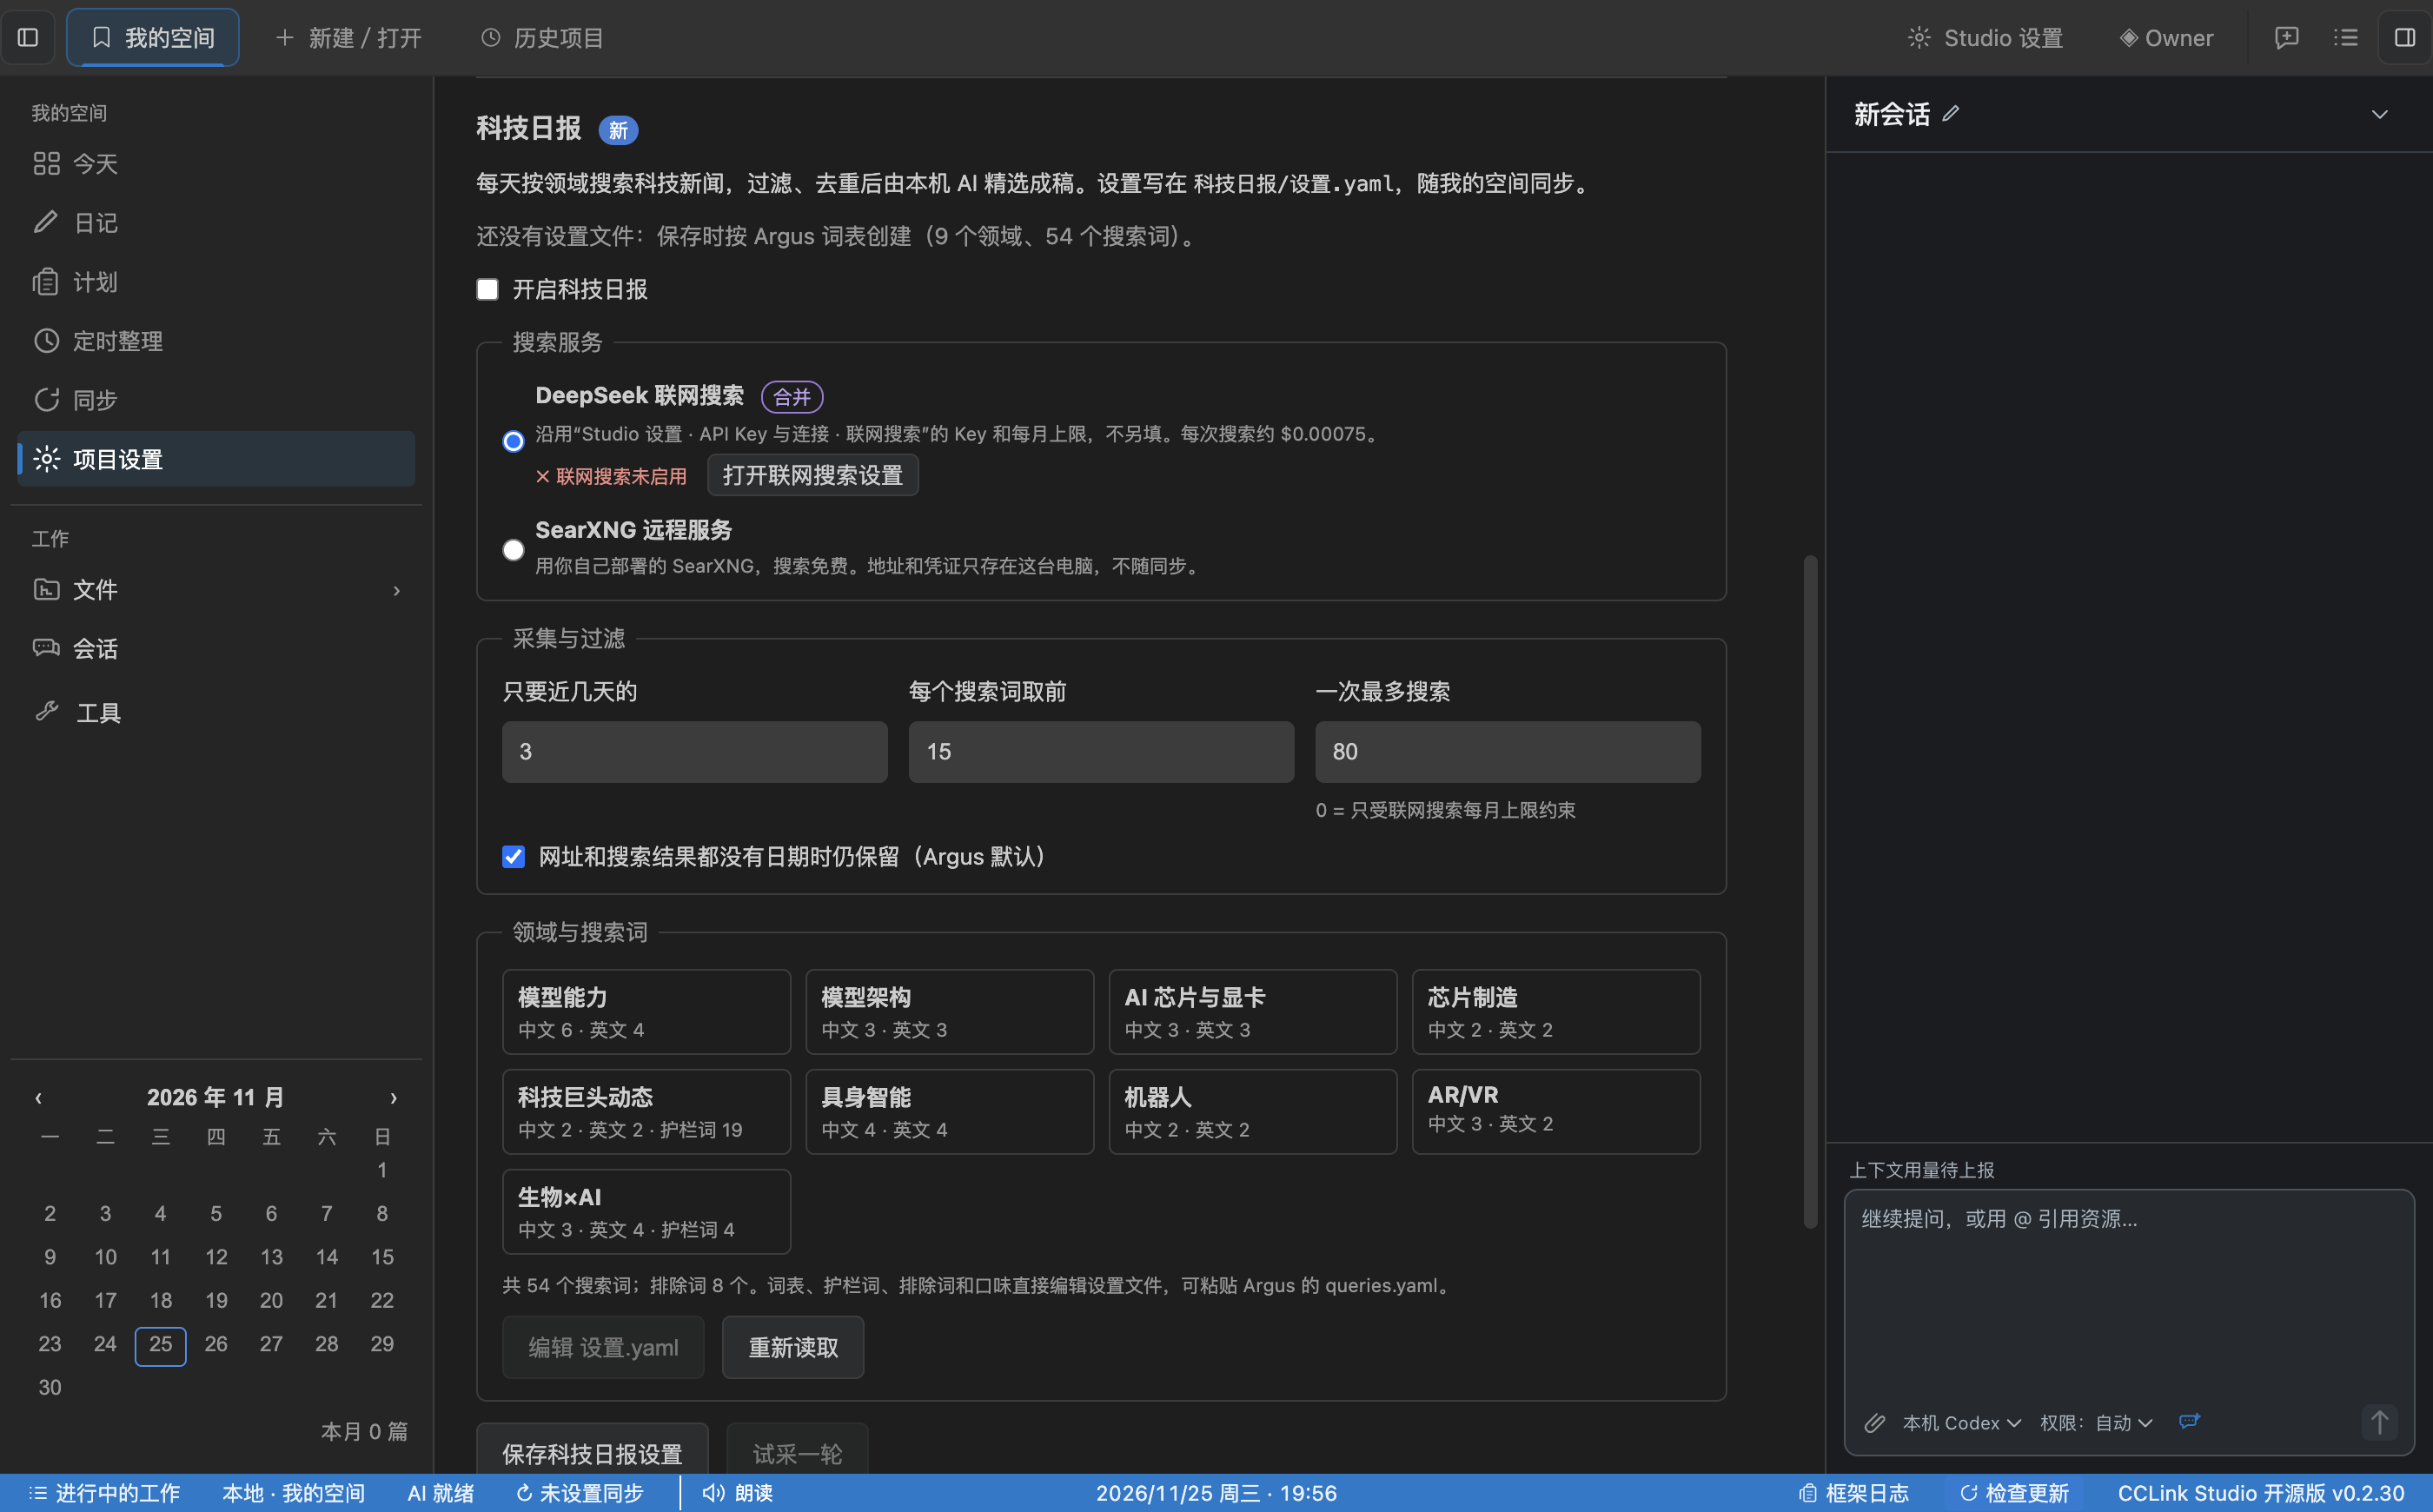 我的空间
新建 / 打开
历史项目
Studio 设置
Owner
我的空间
今天
日记
计划
定时整理
同步
项目设置
工作
文件
会话
工具
2026 年 11 月
一 二 三 四 五 六 日
1
2 3 4 5 6 7 8
9 10 11 12 13 14 15
16 17 18 19 20 21 22
23 24 25 26 27 28 29
30
本月 0 篇
科技日报 新
每天按领域搜索科技新闻，过滤、去重后由本机 AI 精选成稿。设置写在 科技日报/设置.yaml，随我的空间同步。
还没有设置文件：保存时按 Argus 词表创建（9 个领域、54 个搜索词）。
开启科技日报
搜索服务
DeepSeek 联网搜索 合并
沿用“Studio 设置 · API Key 与连接 · 联网搜索”的 Key 和每月上限，不另填。每次搜索约 $0.00075。
× 联网搜索未启用 打开联网搜索设置
SearXNG 远程服务
用你自己部署的 SearXNG，搜索免费。地址和凭证只存在这台电脑，不随同步。
采集与过滤
只要近几天的 每个搜索词取前 一次最多搜索
3 15 80
0 = 只受联网搜索每月上限约束
网址和搜索结果都没有日期时仍保留（Argus 默认）
领域与搜索词
模型能力
中文 6 · 英文 4
模型架构
中文 3 · 英文 3
AI 芯片与显卡
中文 3 · 英文 3
芯片制造
中文 2 · 英文 2
科技巨头动态
中文 2 · 英文 2 · 护栏词 19
具身智能
中文 4 · 英文 4
机器人
中文 2 · 英文 2
AR/VR
中文 3 · 英文 2
生物×AI
中文 3 · 英文 4 · 护栏词 4
共 54 个搜索词；排除词 8 个。词表、护栏词、排除词和口味直接编辑设置文件，可粘贴 Argus 的 queries.yaml。
编辑 设置.yaml 重新读取
保存科技日报设置 试采一轮
新会话
上下文用量待上报
继续提问，或用 @ 引用资源...
本机 Codex 权限：自动
进行中的工作 本地 · 我的空间 AI 就绪 未设置同步 朗读 2026/11/25 周三 · 19:56 框架日志 检查更新 CCLink Studio 开源版 v0.2.30